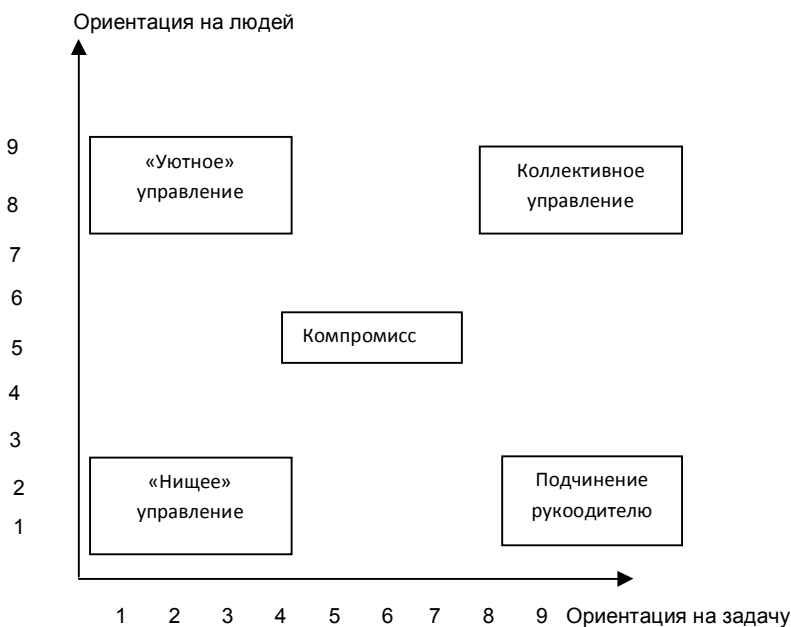 Ориентация на людей
9
«Уютное»
управление
Коллективное
управление
8
7
6
Компромисс
5
4
3
2
«Нищее»
управление
Подчинение
рукоодителю
1
1 2 3 4 5 6 7 8 9 Ориентация на задачу